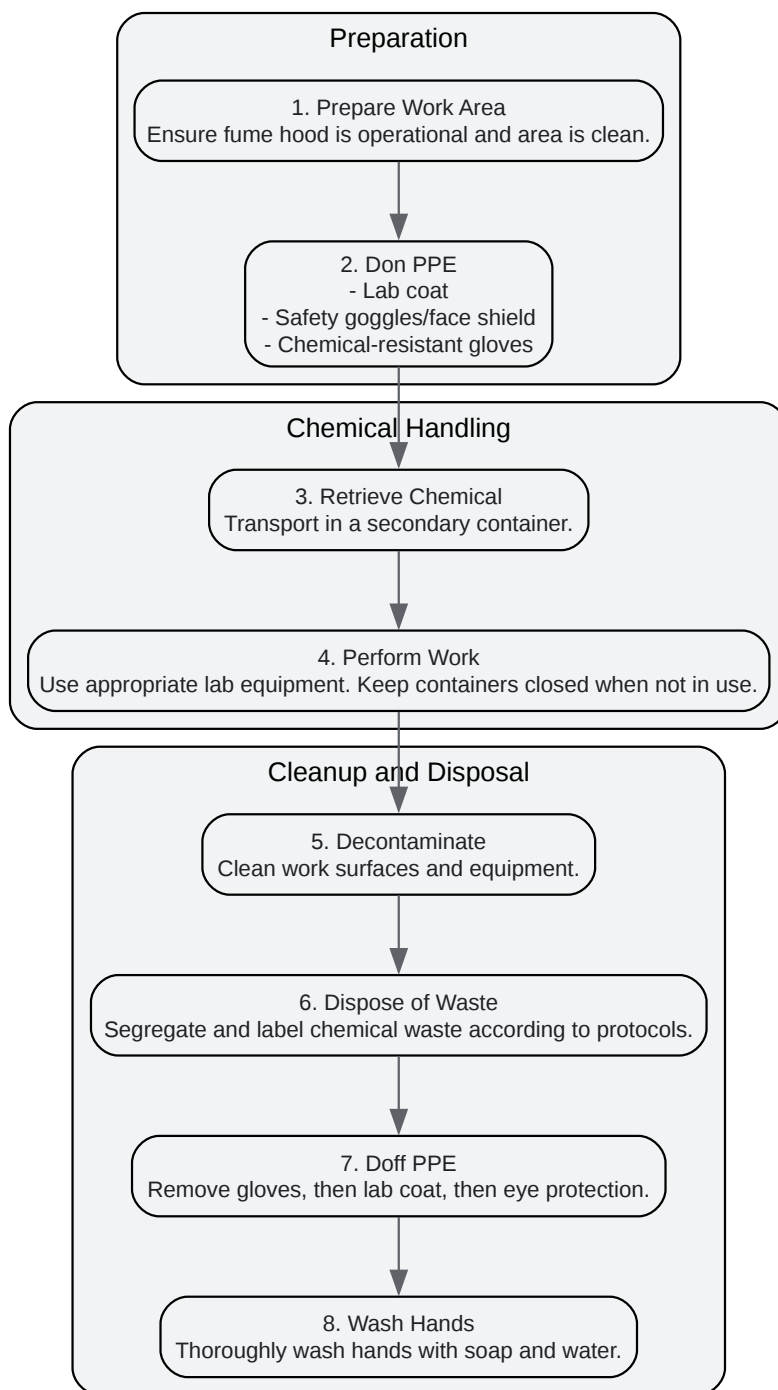 Preparation
1. Prepare Work Area
Ensure fume hood is operational and area is clean.
2. Don PPE
- Lab coat
- Safety goggles/face shield
- Chemical-resistant gloves
Chemical Handling
3. Retrieve Chemical
Transport in a secondary container.
4. Perform Work
Use appropriate lab equipment. Keep containers closed when not in use.
Cleanup and Disposal
5. Decontaminate
Clean work surfaces and equipment.
6. Dispose of Waste
Segregate and label chemical waste according to protocols.
7. Doff PPE
Remove gloves, then lab coat, then eye protection.
8. Wash Hands
Thoroughly wash hands with soap and water.